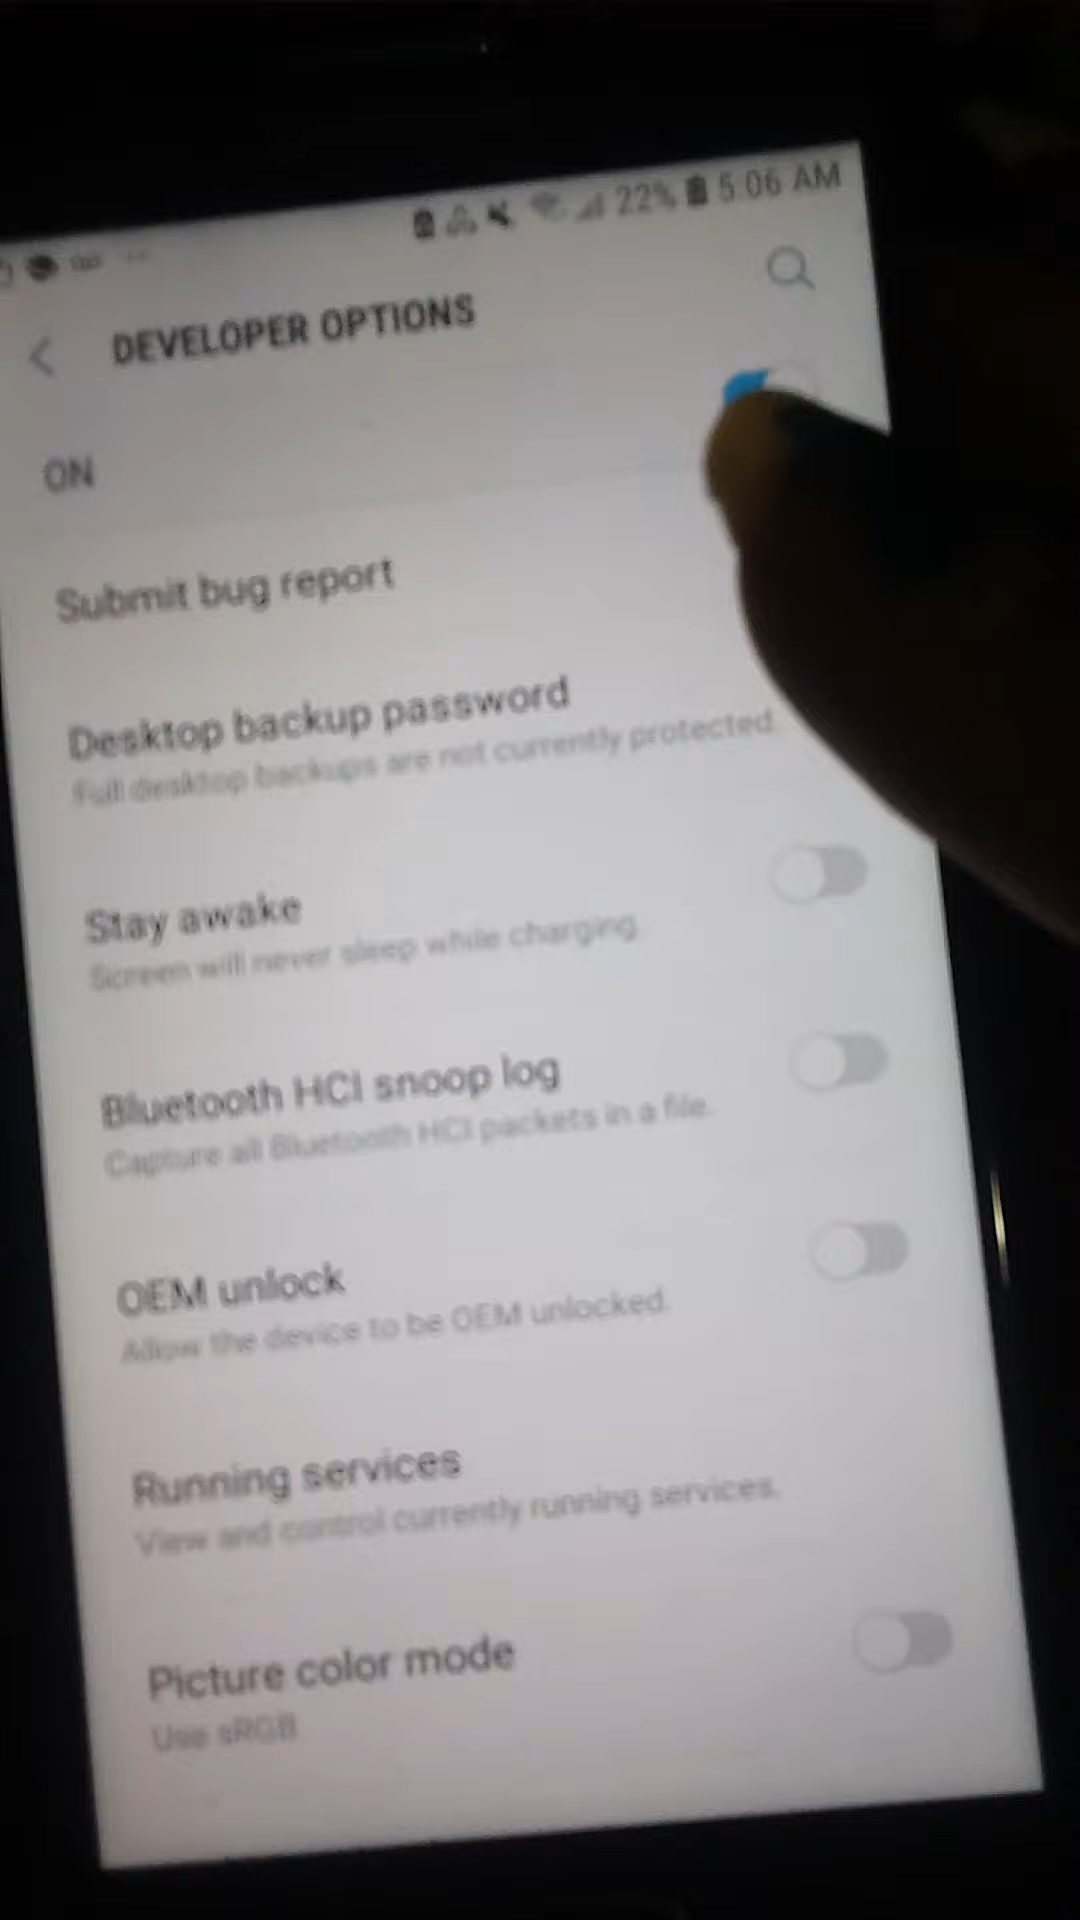 22% 5:06 AM
DEVELOPER OPTIONS
ON
Submit bug report
Desktop backup password
Full desktop backups are not currently protected.
Stay awake
Screen will never sleep while charging.
Bluetooth HCI snoop log
Capture all Bluetooth HCI packets in a file.
OEM unlock
Allow the device to be OEM unlocked.
Running services
View and control currently running services.
Picture color mode
Use sRGB